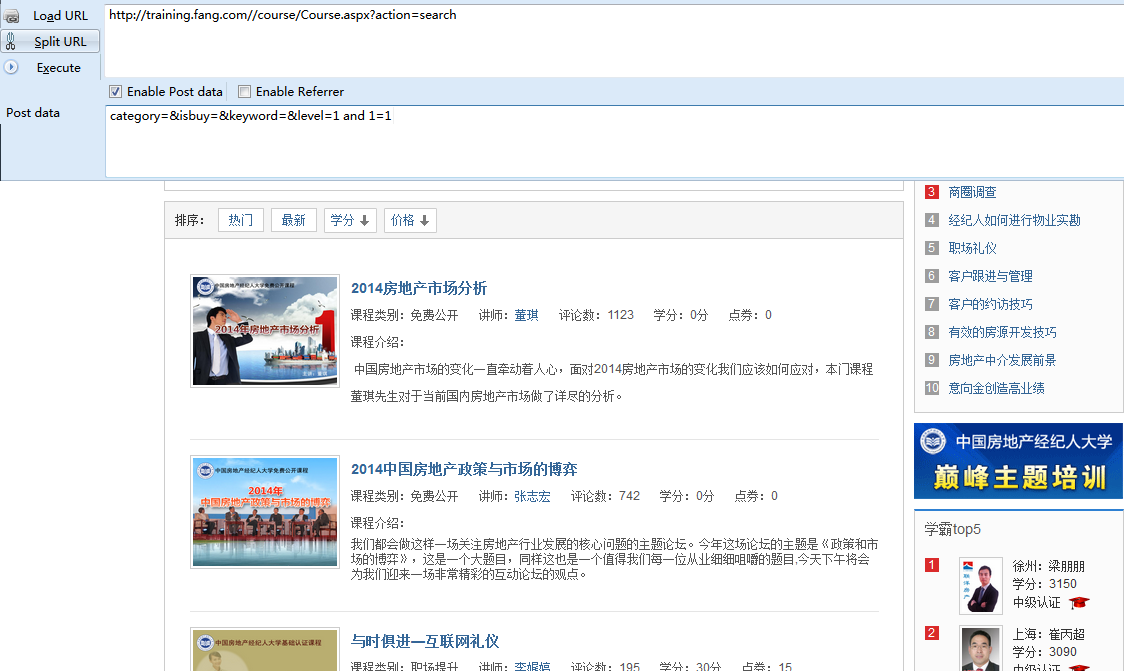 Load URL
http://training.fang.com//course/Course.aspx?action=search
Split URL
Execute
Enable Post data
Enable Referrer
Post data
category=&isbuy=&keyword=&level=1 and 1=1
排序：
热门
最新
学分
价格
中国房地产经纪人大学免费公开课程
2014年房地产市场分析
2014房地产市场分析
课程类别：免费公开 讲师：董琪 评论数：1123 学分：0分 点券：0
课程介绍：
中国房地产市场的变化一直牵动着人心，面对2014房地产市场的变化我们应该如何应对，本门课程
董琪先生对于当前国内房地产市场做了详尽的分析。
中国房地产经纪人大学免费公开课程
2014年
中国房地产政策与市场的博弈
2014中国房地产政策与市场的博弈
课程类别：免费公开 讲师：张志宏 评论数：742 学分：0分 点券：0
课程介绍：
我们都会做这样一场关注房地产行业发展的核心问题的主题论坛。今年这场论坛的主题是《政策和市
场的博弈》，这是一个大题目，同样这也是一个值得我们每一位从业细细咀嚼的题目,今天下午将会
为我们迎来一场非常精彩的互动论坛的观点。
中国房地产经纪人大学基础认证课程
与时俱进—互联网礼仪
课程类别：职场提升 讲师：李娓婷 评论数：195 学分：30分 点券：15
3 商圈调查
4 经纪人如何进行物业实勘
5 职场礼仪
6 客户跟进与管理
7 客户的约访技巧
8 有效的房源开发技巧
9 房地产中介发展前景
10 意向金创造高业绩
中国房地产经纪人大学
巅峰主题培训
学霸top5
1
徐州：梁朋朋
学分：3150
中级认证
2
上海：崔丙超
学分：3090
中级认证